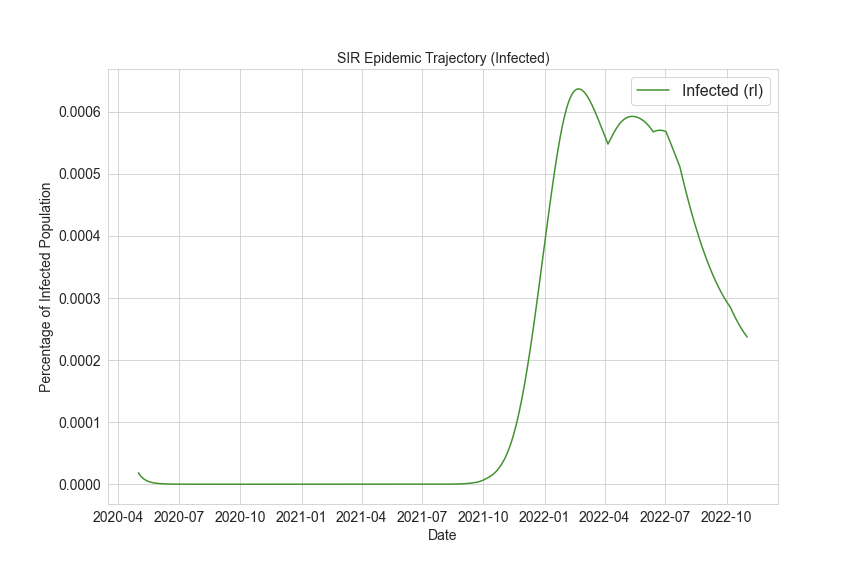 SIR Epidemic Trajectory (Infected)
Infected (rl)
Percentage of Infected Population
0.0006
0.0005
0.0004
0.0003
0.0002
0.0001
0.0000
2020-04 2020-07 2020-10 2021-01 2021-04 2021-07 2021-10 2022-01 2022-04 2022-07 2022-10
Date